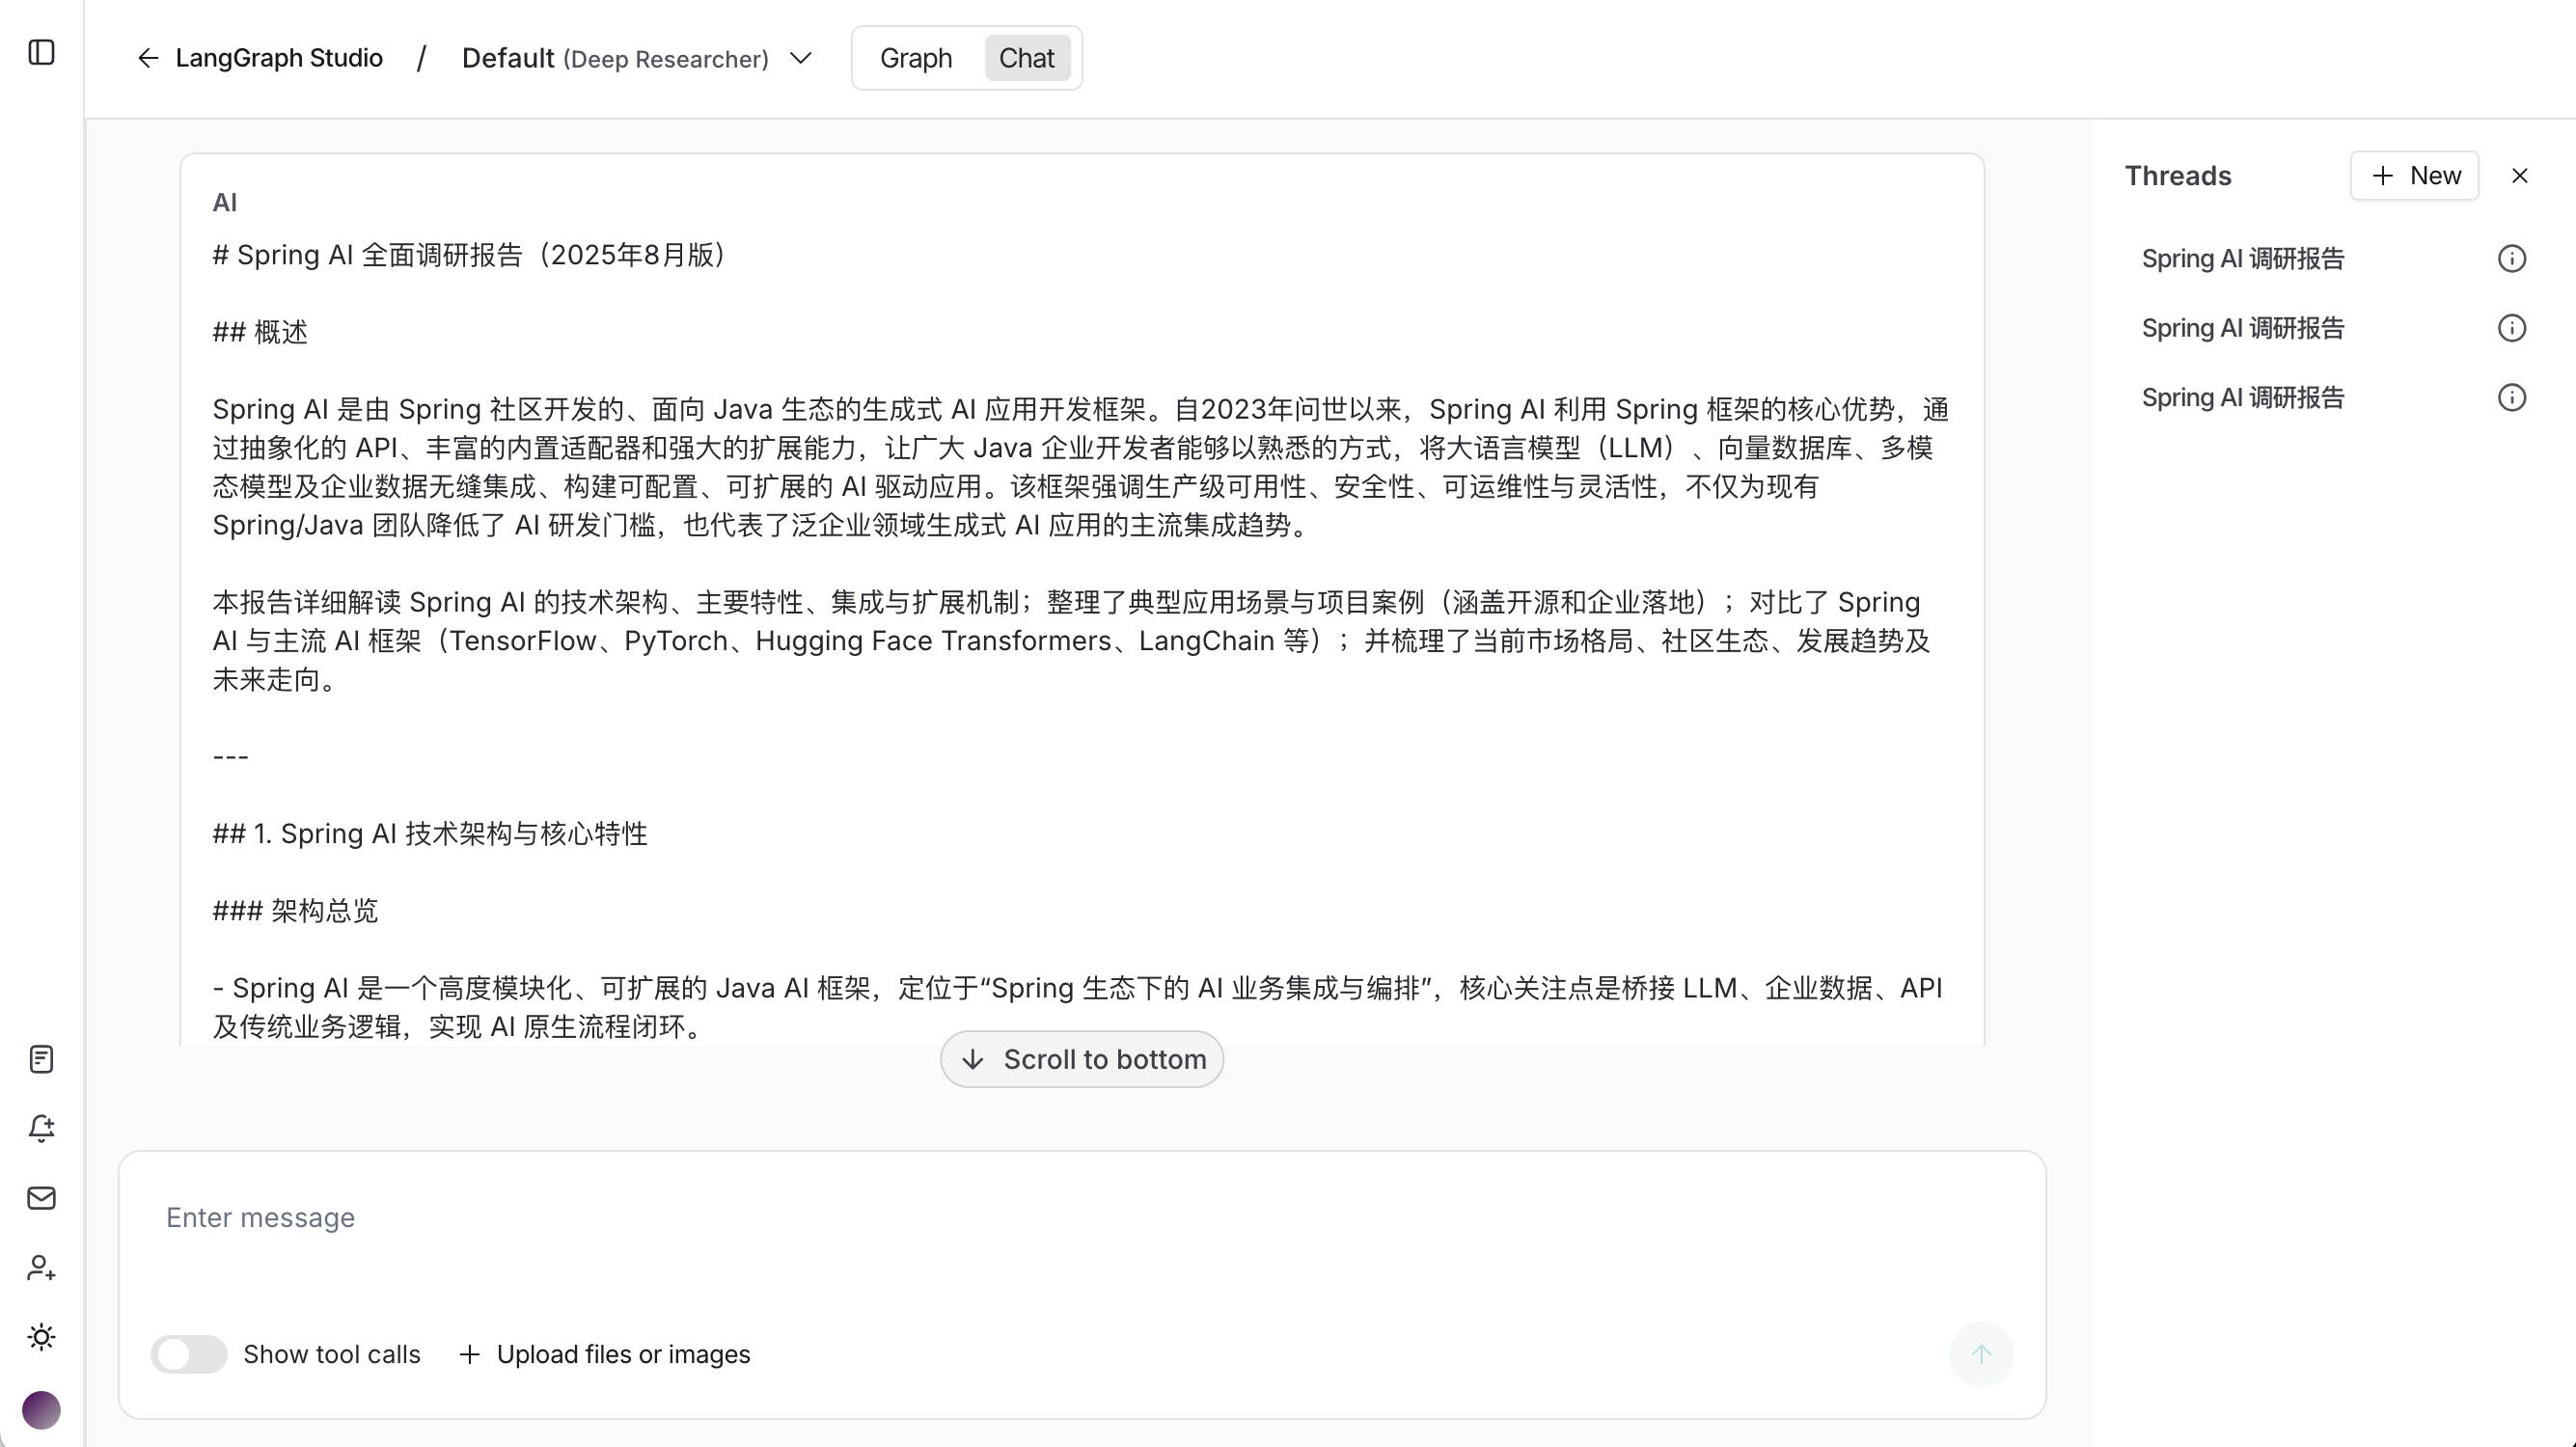 LangGraph Studio / Default (Deep Researcher)
Graph
Chat
AI
# Spring AI 全面调研报告（2025年8月版）
## 概述
Spring AI 是由 Spring 社区开发的、面向 Java 生态的生成式 AI 应用开发框架。自2023年问世以来，Spring AI 利用 Spring 框架的核心优势，通
过抽象化的 API、丰富的内置适配器和强大的扩展能力，让广大 Java 企业开发者能够以熟悉的方式，将大语言模型（LLM）、向量数据库、多模
态模型及企业数据无缝集成、构建可配置、可扩展的 AI 驱动应用。该框架强调生产级可用性、安全性、可运维性与灵活性，不仅为现有
Spring/Java 团队降低了 AI 研发门槛，也代表了泛企业领域生成式 AI 应用的主流集成趋势。
本报告详细解读 Spring AI 的技术架构、主要特性、集成与扩展机制；整理了典型应用场景与项目案例（涵盖开源和企业落地）；对比了 Spring
AI 与主流 AI 框架（TensorFlow、PyTorch、Hugging Face Transformers、LangChain 等）；并梳理了当前市场格局、社区生态、发展趋势及
未来走向。
---
## 1. Spring AI 技术架构与核心特性
### 架构总览
- Spring AI 是一个高度模块化、可扩展的 Java AI 框架，定位于“Spring 生态下的 AI 业务集成与编排”，核心关注点是桥接 LLM、企业数据、API
及传统业务逻辑，实现 AI 原生流程闭环。
Scroll to bottom
Enter message
Show tool calls
Upload files or images
Threads
New
Spring AI 调研报告
Spring AI 调研报告
Spring AI 调研报告